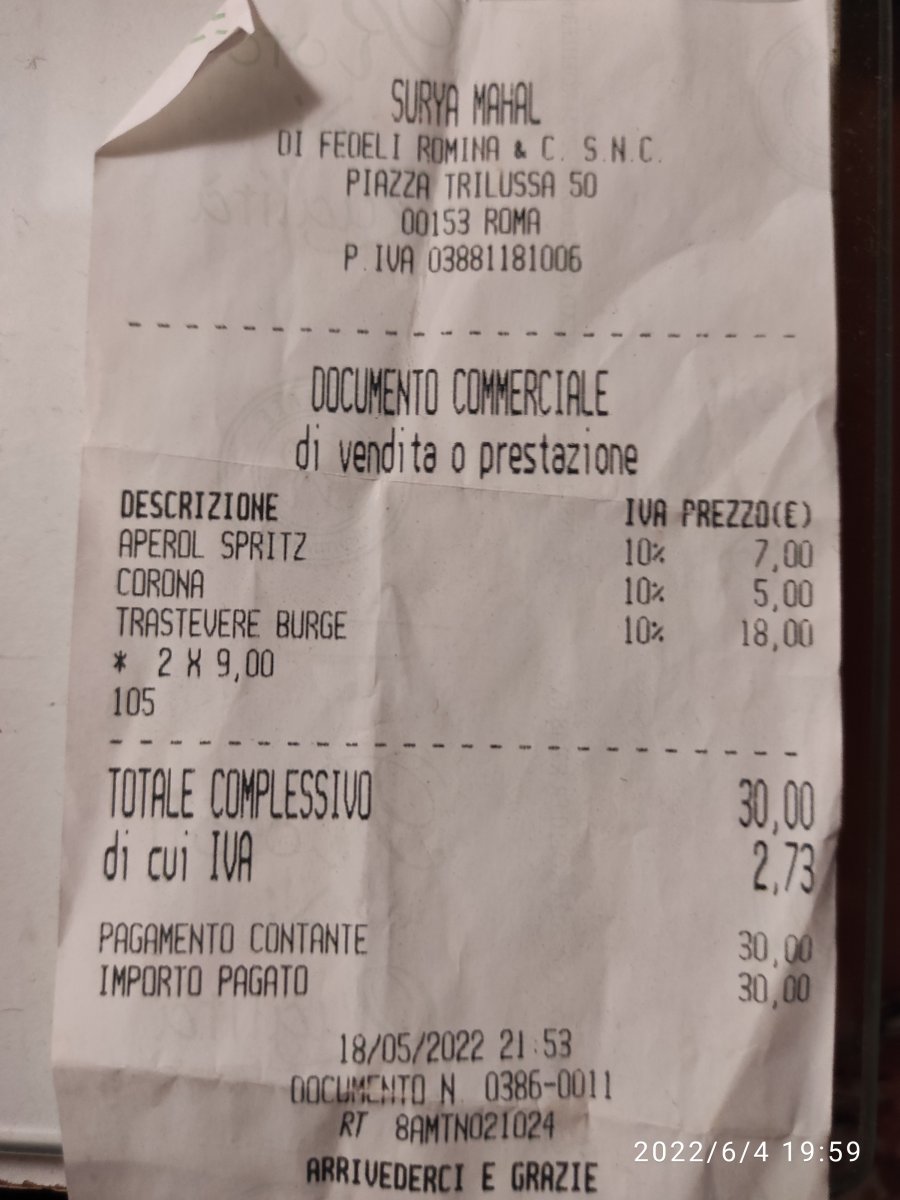 SURYA MAHAL
DI FEDELI ROMINA & C. S.N.C.
PIAZZA TRILUSSA 50
00153 ROMA
P.IVA 03881181006
DOCUMENTO COMMERCIALE
di vendita o prestazione
DESCRIZIONE IVA PREZZO(€)
APEROL SPRITZ 10% 7,00
CORONA 10% 5,00
TRASTEVERE BURGE 10% 18,00
* 2 X 9,00
105
TOTALE COMPLESSIVO 30,00
di cui IVA 2,73
PAGAMENTO CONTANTE 30,00
IMPORTO PAGATO 30,00
18/05/2022 21:53
DOCUMENTO N. 0386-0011
RT 8AMTN021024
ARRIVEDERCI E GRAZIE
2022/6/4 19:59